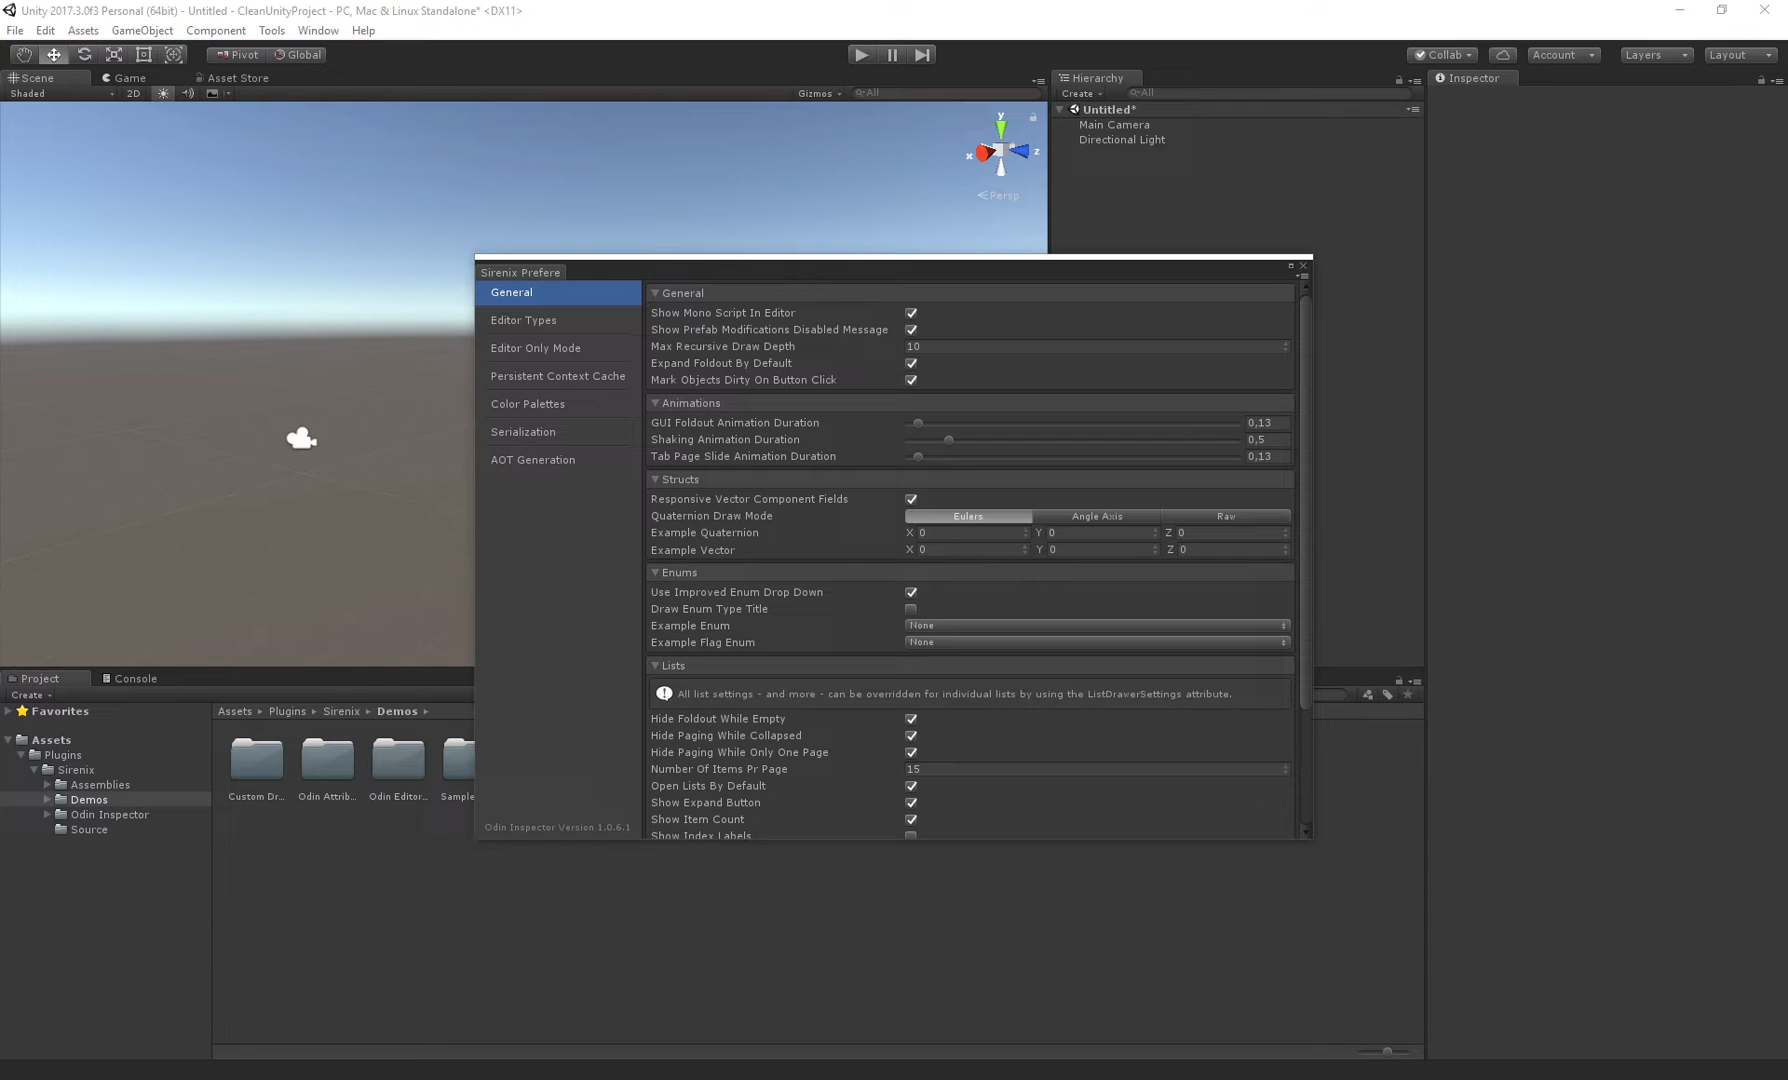 Unity 2017.3.0f3 Personal (64bit) - Untitled - CleanUnityProject - PC, Mac & Linux Standalone* <DX11>
File Edit Assets GameObject Component Tools Window Help
Pivot Global Collab Account Layers Layout
Scene Game Asset Store Hierarchy Inspector
Shaded 2D Gizmos All Create All
Untitled*
Main Camera
Directional Light
y
x z
Persp
Sirenix Prefere
General
Editor Types
Editor Only Mode
Persistent Context Cache
Color Palettes
Serialization
AOT Generation
Odin Inspector Version 1.0.6.1
General
Show Mono Script In Editor
Show Prefab Modifications Disabled Message
Max Recursive Draw Depth 10
Expand Foldout By Default
Mark Objects Dirty On Button Click
Animations
GUI Foldout Animation Duration 0,13
Shaking Animation Duration 0,5
Tab Page Slide Animation Duration 0,13
Structs
Responsive Vector Component Fields
Quaternion Draw Mode Eulers Angle Axis Raw
Example Quaternion X 0 Y 0 Z 0
Example Vector X 0 Y 0 Z 0
Enums
Use Improved Enum Drop Down
Draw Enum Type Title
Example Enum None
Example Flag Enum None
Lists
All list settings - and more - can be overridden for individual lists by using the ListDrawerSettings attribute.
Hide Foldout While Empty
Hide Paging While Collapsed
Hide Paging While Only One Page
Number Of Items Pr Page 15
Open Lists By Default
Show Expand Button
Show Item Count
Show Index Labels
Project Console
Create
Favorites
Assets
Plugins
Sirenix
Assemblies
Demos
Odin Inspector
Source
Assets Plugins Sirenix Demos
Custom Dr... Odin Attrib... Odin Editor... Sample